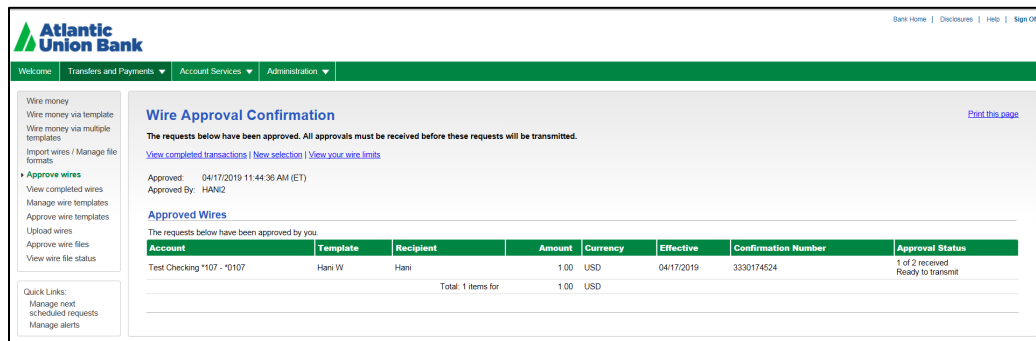 Bank Home | Disclosures | Help | Sign Of
Atlantic
Union Bank
Welcome Transfers and Payments Account Services Administration
Wire money
Wire money via template
Wire money via multiple
templates
Import wires / Manage file
formats
Approve wires
View completed wires
Manage wire templates
Approve wire templates
Upload wires
Approve wire files
View wire file status
Quick Links:
Manage next
scheduled requests
Manage alerts
Wire Approval Confirmation
Print this page
The requests below have been approved. All approvals must be received before these requests will be transmitted.
View completed transactions | New selection | View your wire limits
Approved: 04/17/2019 11:44:36 AM (ET)
Approved By: HANI2
Approved Wires
The requests below have been approved by you.
Account Template Recipient Amount Currency Effective Confirmation Number Approval Status
Test Checking *107 - *0107 Hani W Hani 1.00 USD 04/17/2019 3330174524 1 of 2 received
Ready to transmit
Total: 1 items for 1.00 USD